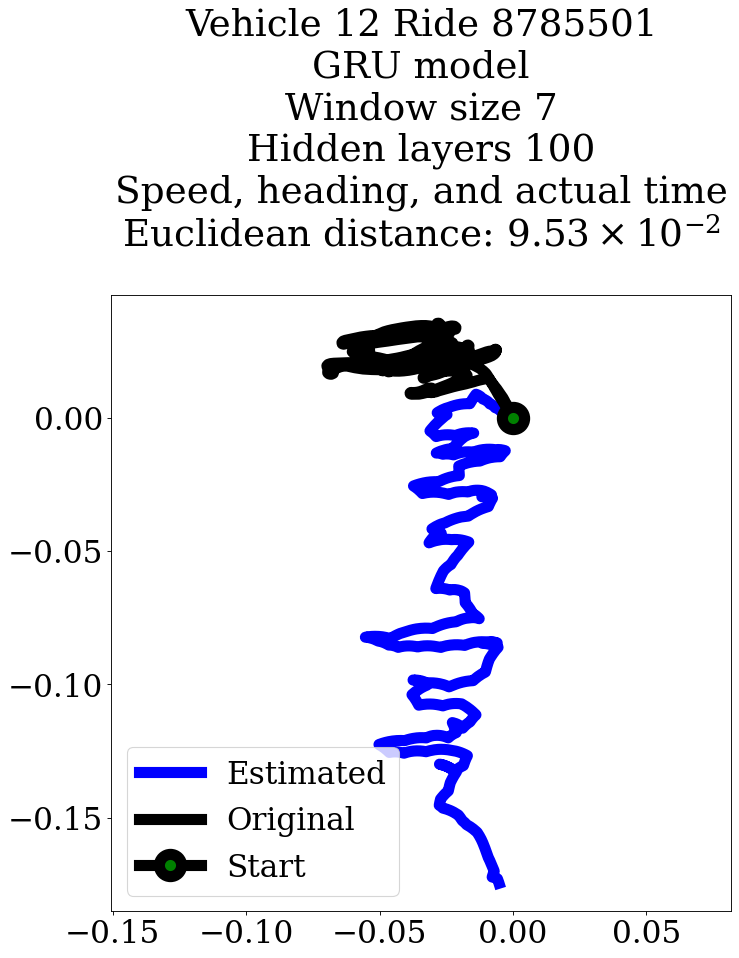 Vehicle 12 Ride 8785501
GRU model
Window size 7
Hidden layers 100
Speed, heading, and actual time
Euclidean distance: 9.53 × 10⁻²
0.00
−0.05
−0.10
−0.15
Estimated
Original
Start
−0.15 −0.10 −0.05 0.00 0.05